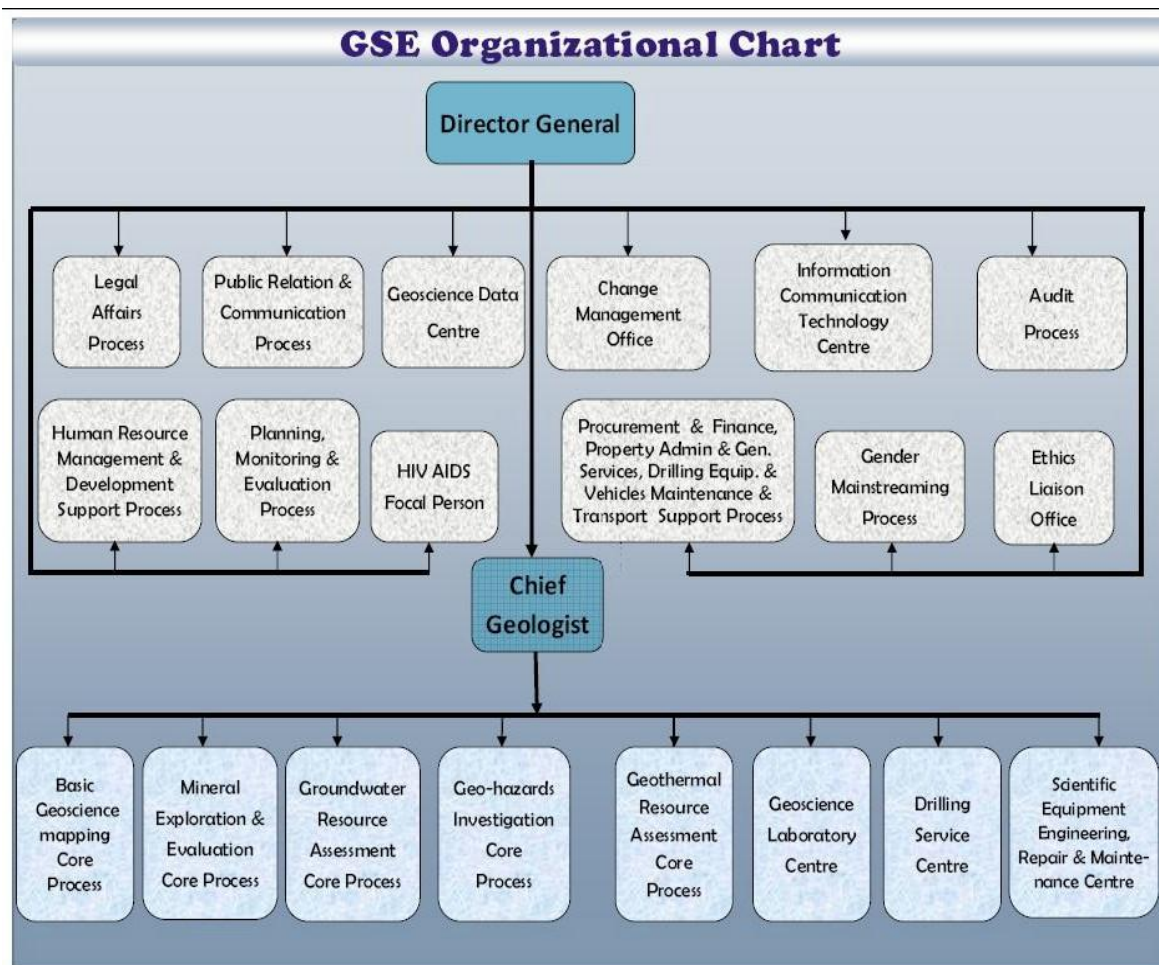 GSE Organizational Chart
Director General
Legal
Affairs
Process
Public Relation &
Communication
Process
Geoscience Data
Centre
Change
Management
Office
Information
Communication
Technology
Centre
Audit
Process
Human Resource
Management &
Development
Support Process
Planning,
Monitoring &
Evaluation
Process
HIV AIDS
Focal Person
Procurement & Finance,
Property Admin & Gen.
Services, Drilling Equip. &
Vehicles Maintenance &
Transport Support Process
Gender
Mainstreaming
Process
Ethics
Liaison
Office
Chief
Geologist
Basic
Geoscience
mapping
Core
Process
Mineral
Exploration &
Evaluation
Core Process
Groundwater
Resource
Assessment
Core Process
Geo-hazards
Investigation
Core
Process
Geothermal
Resource
Assessment
Core
Process
Geoscience
Laboratory
Centre
Drilling
Service
Centre
Scientific
Equipment
Engineering,
Repair & Mainte-
nance Centre